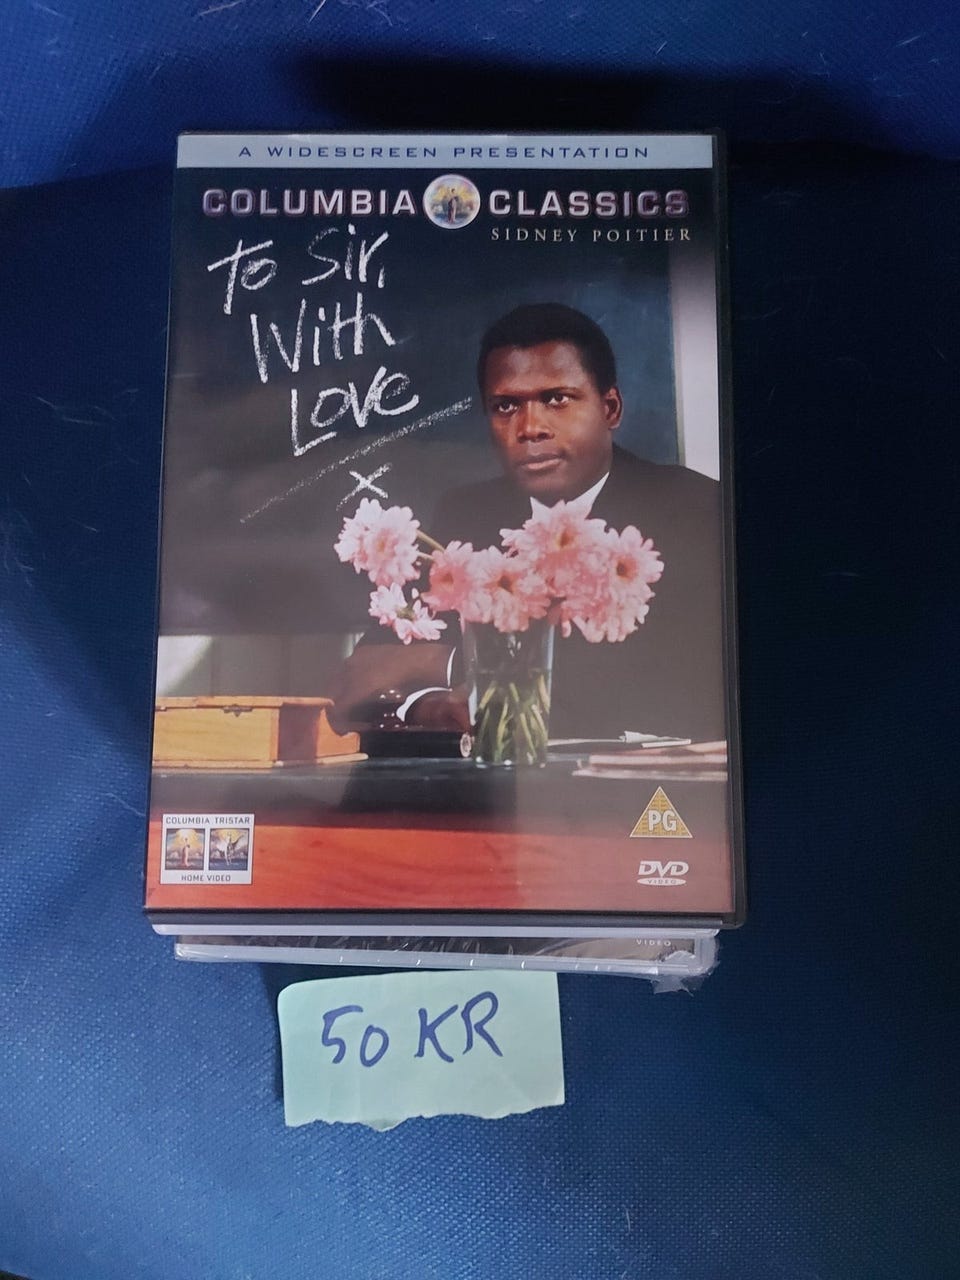 A WIDESCREEN PRESENTATION
COLUMBIA CLASSICS
SIDNEY POITIER
To Sir,
With
Love
x
COLUMBIA TRISTAR
HOME VIDEO
PG
DVD
VIDEO
VIDEO
50 KR